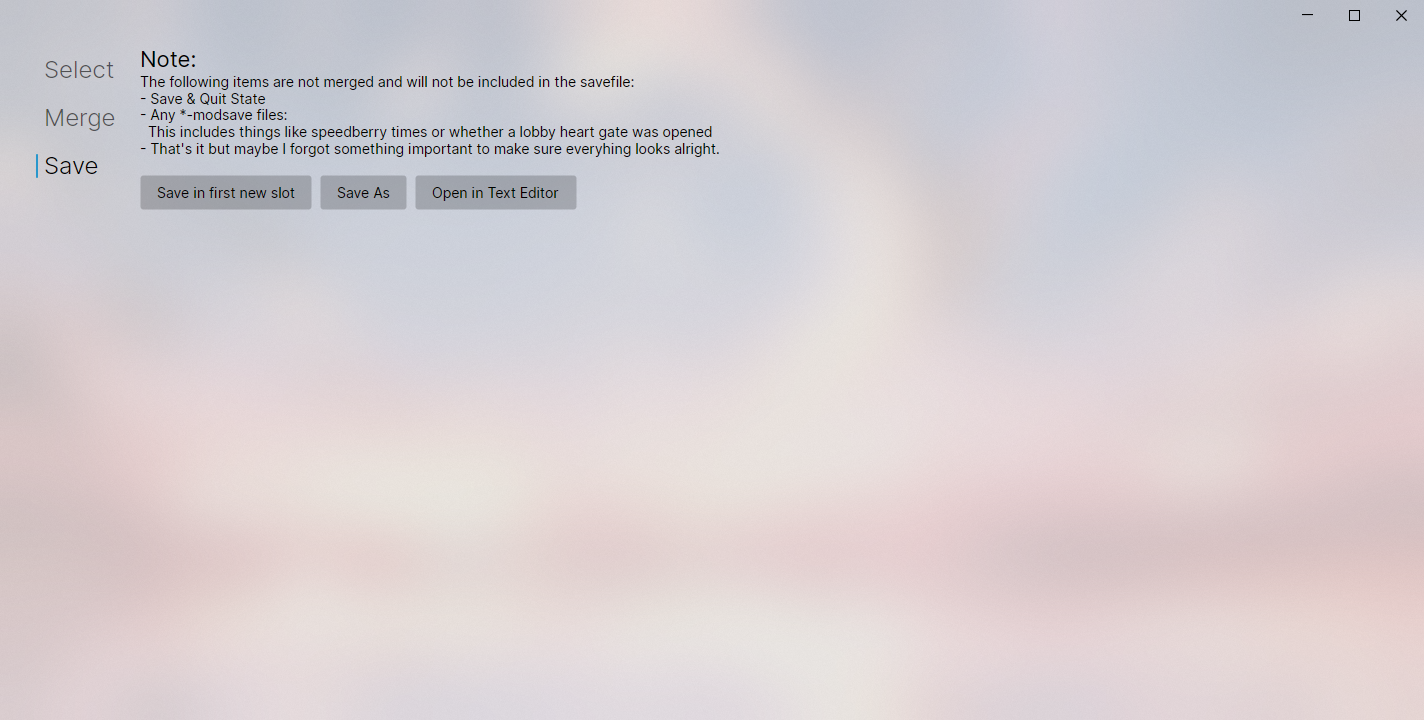 Select
Merge
Save
Note:
The following items are not merged and will not be included in the savefile:
- Save & Quit State
- Any *-modsave files:
This includes things like speedberry times or whether a lobby heart gate was opened
- That's it but maybe I forgot something important to make sure everyhing looks alright.
Save in first new slot
Save As
Open in Text Editor